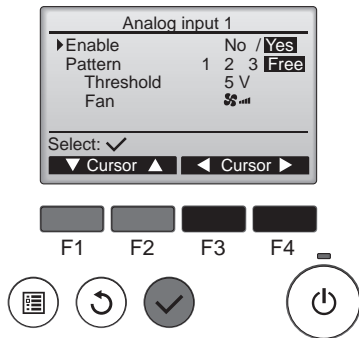 Analog input 1
Enable No / Yes
Pattern 1 2 3 Free
Threshold 5 V
Fan
Select:
Cursor Cursor
F1 F2 F3 F4